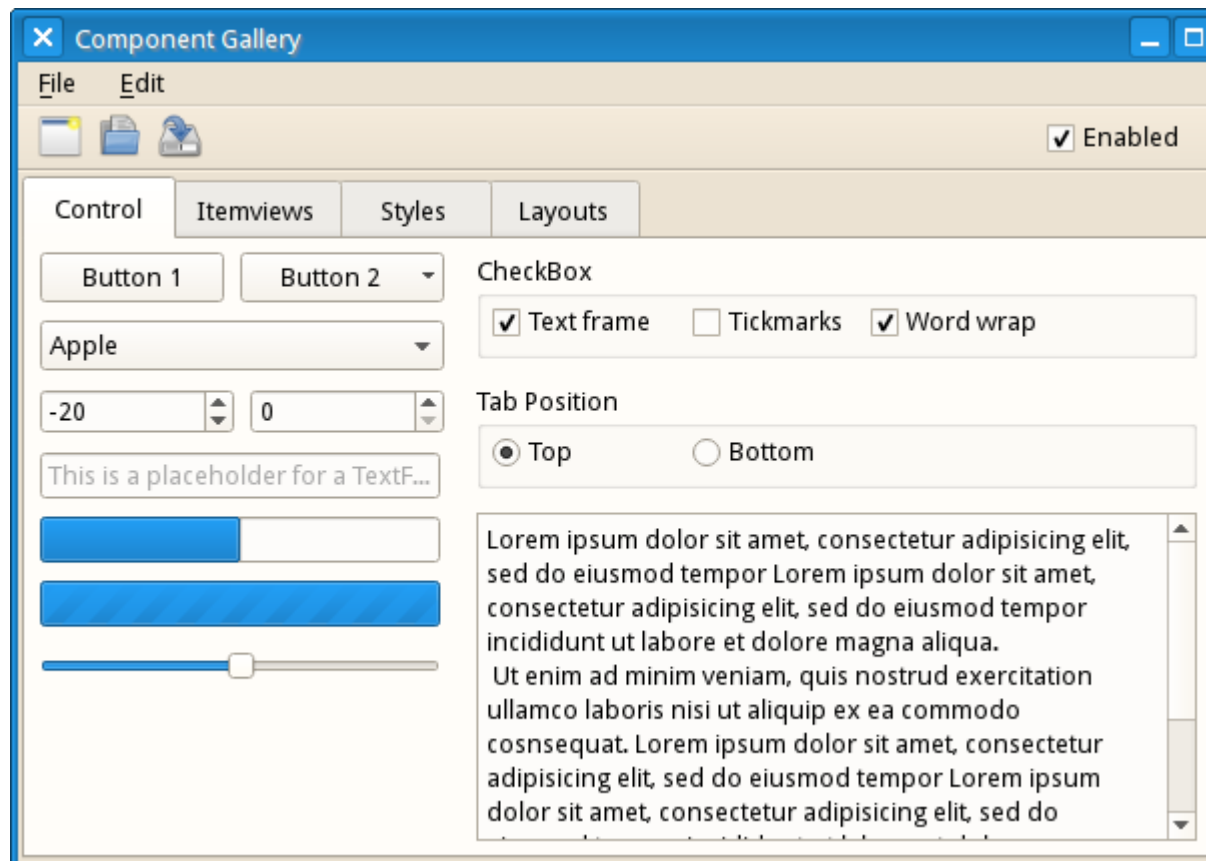 Component Gallery
File Edit
Enabled
Control Itemviews Styles Layouts
Button 1 Button 2
CheckBox
Text frame Tickmarks Word wrap
Apple
-20 0
Tab Position
Top Bottom
This is a placeholder for a TextF...
Lorem ipsum dolor sit amet, consectetur adipisicing elit,
sed do eiusmod tempor Lorem ipsum dolor sit amet,
consectetur adipisicing elit, sed do eiusmod tempor
incididunt ut labore et dolore magna aliqua.
Ut enim ad minim veniam, quis nostrud exercitation
ullamco laboris nisi ut aliquip ex ea commodo
cosnsequat. Lorem ipsum dolor sit amet, consectetur
adipisicing elit, sed do eiusmod tempor Lorem ipsum
dolor sit amet, consectetur adipisicing elit, sed do